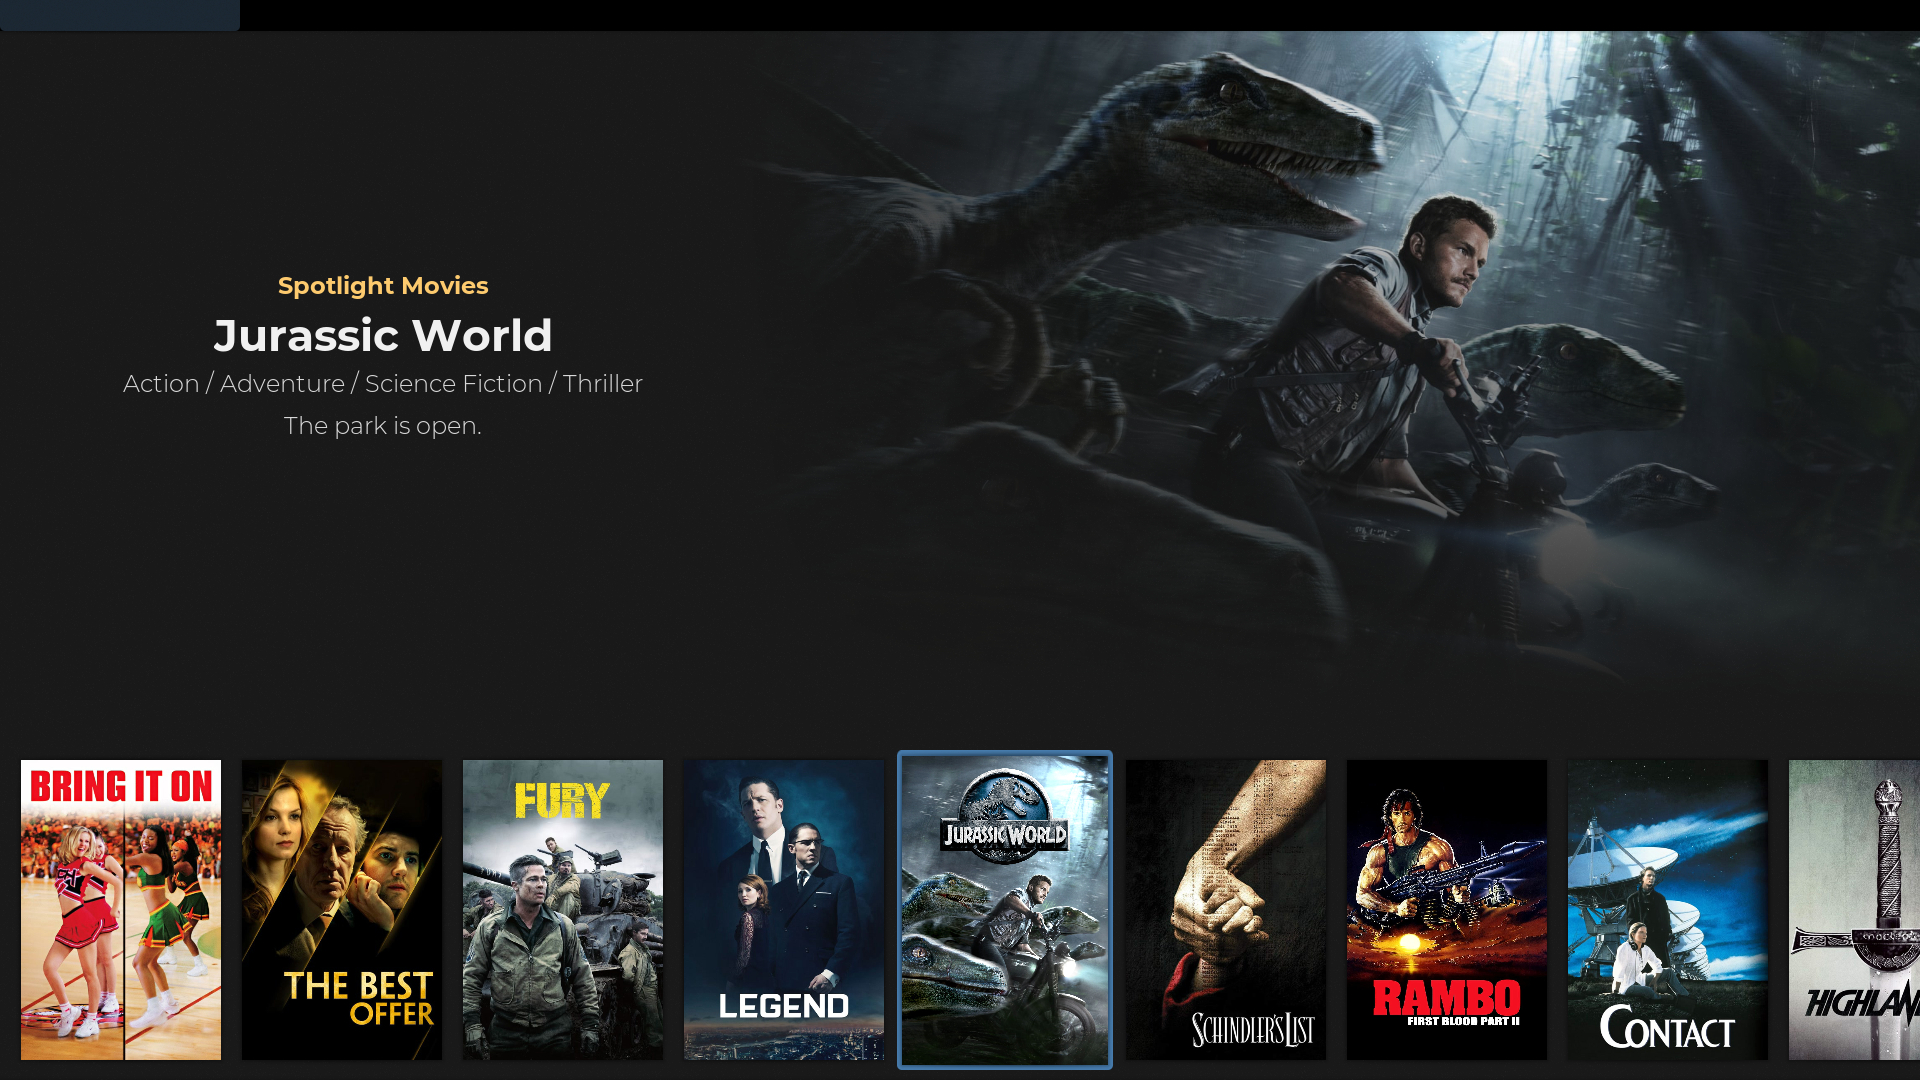 Spotlight Movies
Jurassic World
Action / Adventure / Science Fiction / Thriller
The park is open.
BRING IT ON
THE BEST
OFFER
FURY
LEGEND
JURASSIC WORLD
SCHINDLER'S LIST
RAMBO
FIRST BLOOD PART II
CONTACT
HIGHLAN